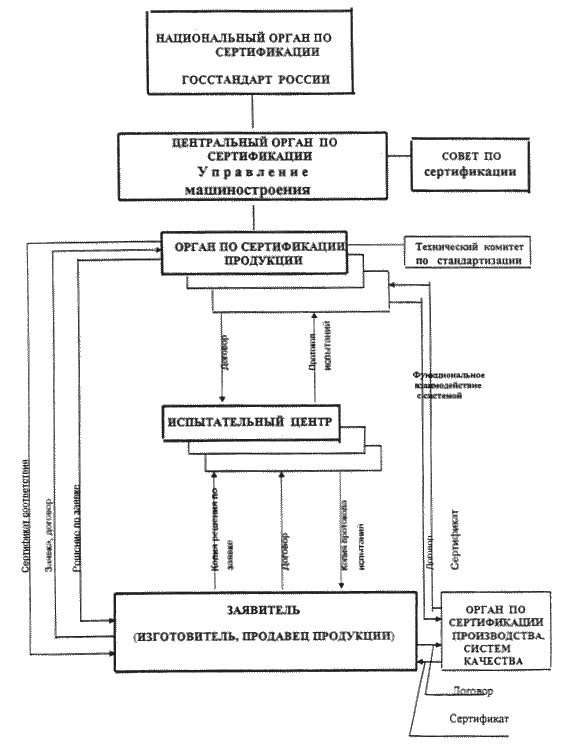 НАЦИОНАЛЬНЫЙ ОРГАН ПО
СЕРТИФИКАЦИИ
ГОССТАНДАРТ РОССИИ
ЦЕНТРАЛЬНЫЙ ОРГАН ПО
СЕРТИФИКАЦИИ
Управление
машиностроения
СОВЕТ ПО
сертификации
ОРГАН ПО СЕРТИФИКАЦИИ
ПРОДУКЦИИ
Технический комитет
по стандартизации
Договор
Протокол
испытаний
Функциональное
взаимодействие
с системой
ИСПЫТАТЕЛЬНЫЙ ЦЕНТР
Сертификат соответствия
Заявка, договор
Решение по заявке
Копия решения по
заявке
Договор
Копия протокола
испытаний
Договор
Сертификат
ЗАЯВИТЕЛЬ
(ИЗГОТОВИТЕЛЬ, ПРОДАВЕЦ ПРОДУКЦИИ)
ОРГАН ПО
СЕРТИФИКАЦИИ
ПРОИЗВОДСТВА,
СИСТЕМ
КАЧЕСТВА
Договор
Сертификат